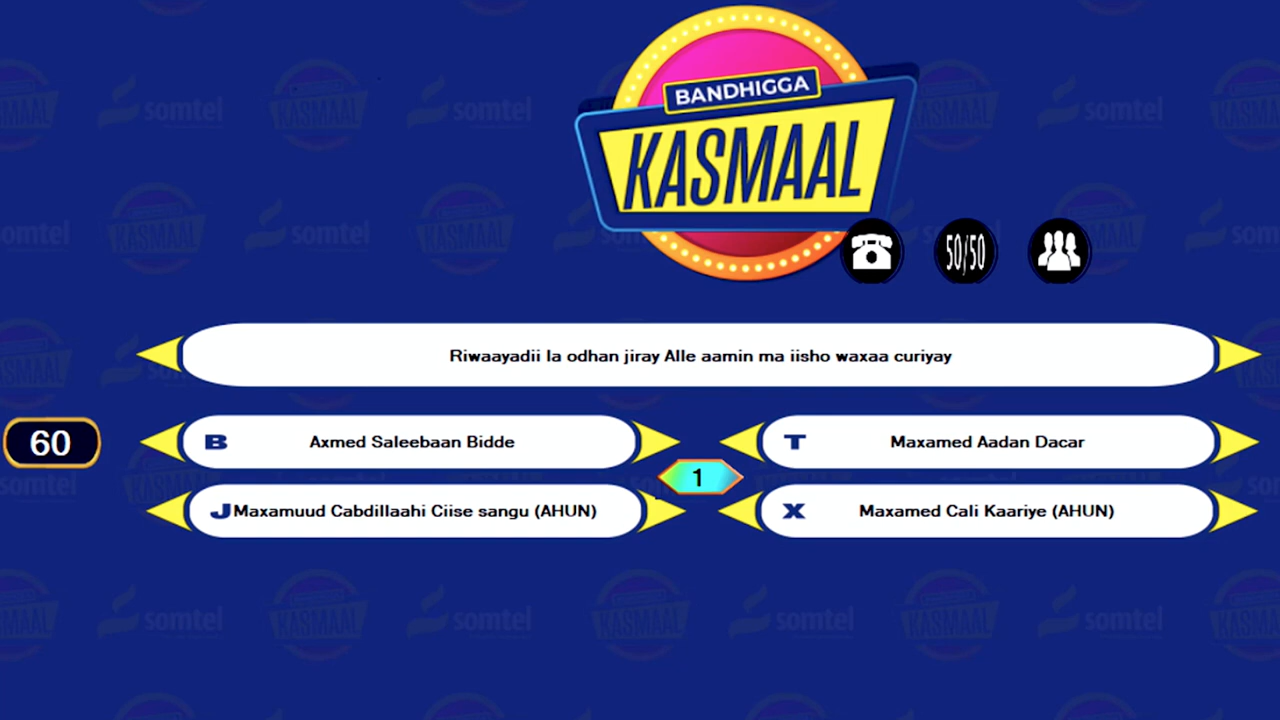 BANDHIGGA
KASMAAL
50/50
Riwaayadii la odhan jiray Alle aamin ma iisho waxaa curiyay
60
B Axmed Saleebaan Bidde
T Maxamed Aadan Dacar
1
J Maxamuud Cabdillaahi Ciise sangu (AHUN)
X Maxamed Cali Kaariye (AHUN)
somtel